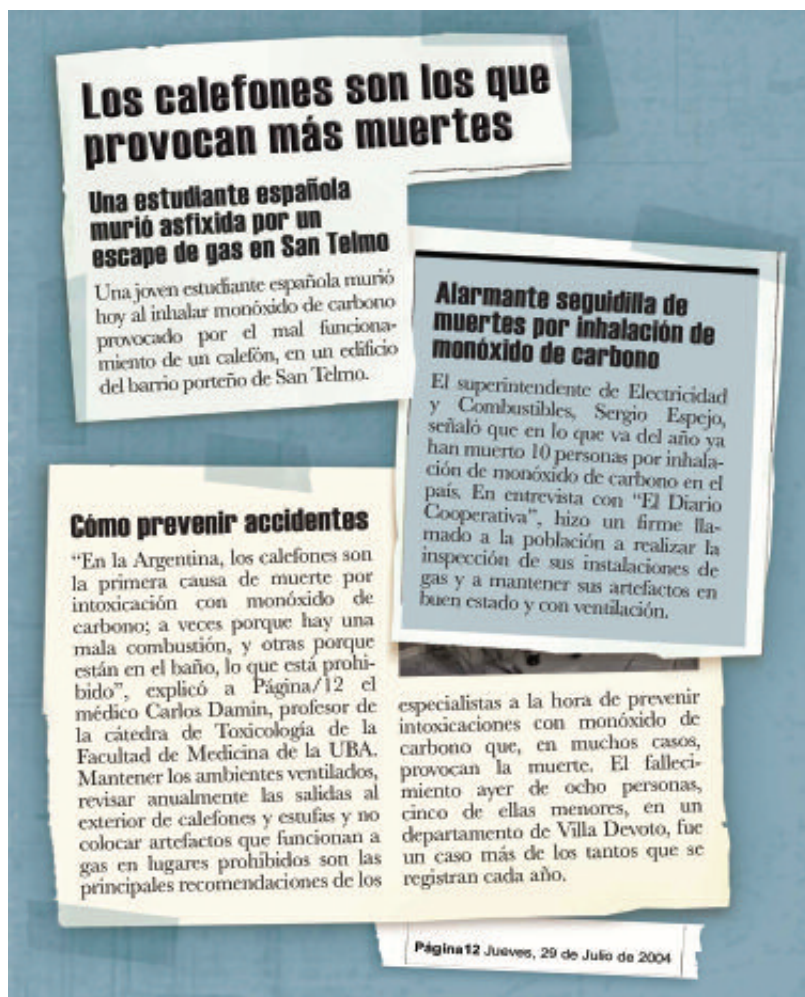 Los calefones son los que
provocan más muertes
Una estudiante española
murió asfixida por un
escape de gas en San Telmo
Una joven estudiante española murió
hoy al inhalar monóxido de carbono
provocado por el mal funciona-
miento de un calefón, en un edificio
del barrio porteño de San Telmo.
Alarmante seguidilla de
muertes por inhalación de
monóxido de carbono
El superintendente de Electricidad
y Combustibles, Sergio Espejo,
señaló que en lo que va del año ya
han muerto 10 personas por inhala-
ción de monóxido de carbono en el
país. En entrevista con “El Diario
Cooperativa”, hizo un firme lla-
mado a la población a realizar la
inspección de sus instalaciones de
gas y a mantener sus artefactos en
buen estado y con ventilación.
Cómo prevenir accidentes
“En la Argentina, los calefones son
la primera causa de muerte por
intoxicación con monóxido de
carbono; a veces porque hay una
mala combustión, y otras porque
están en el baño, lo que está prohi-
bido”, explicó a Página/12 el
médico Carlos Damin, profesor de
la cátedra de Toxicología de la
Facultad de Medicina de la UBA.
Mantener los ambientes ventilados,
revisar anualmente las salidas al
exterior de calefones y estufas y no
colocar artefactos que funcionan a
gas en lugares prohibidos son las
principales recomendaciones de los
especialistas a la hora de prevenir
intoxicaciones con monóxido de
carbono que, en muchos casos,
provocan la muerte. El falleci-
miento ayer de ocho personas,
cinco de ellas menores, en un
departamento de Villa Devoto, fue
un caso más de los tantos que se
registran cada año.
Página12 Jueves, 29 de Julio de 2004